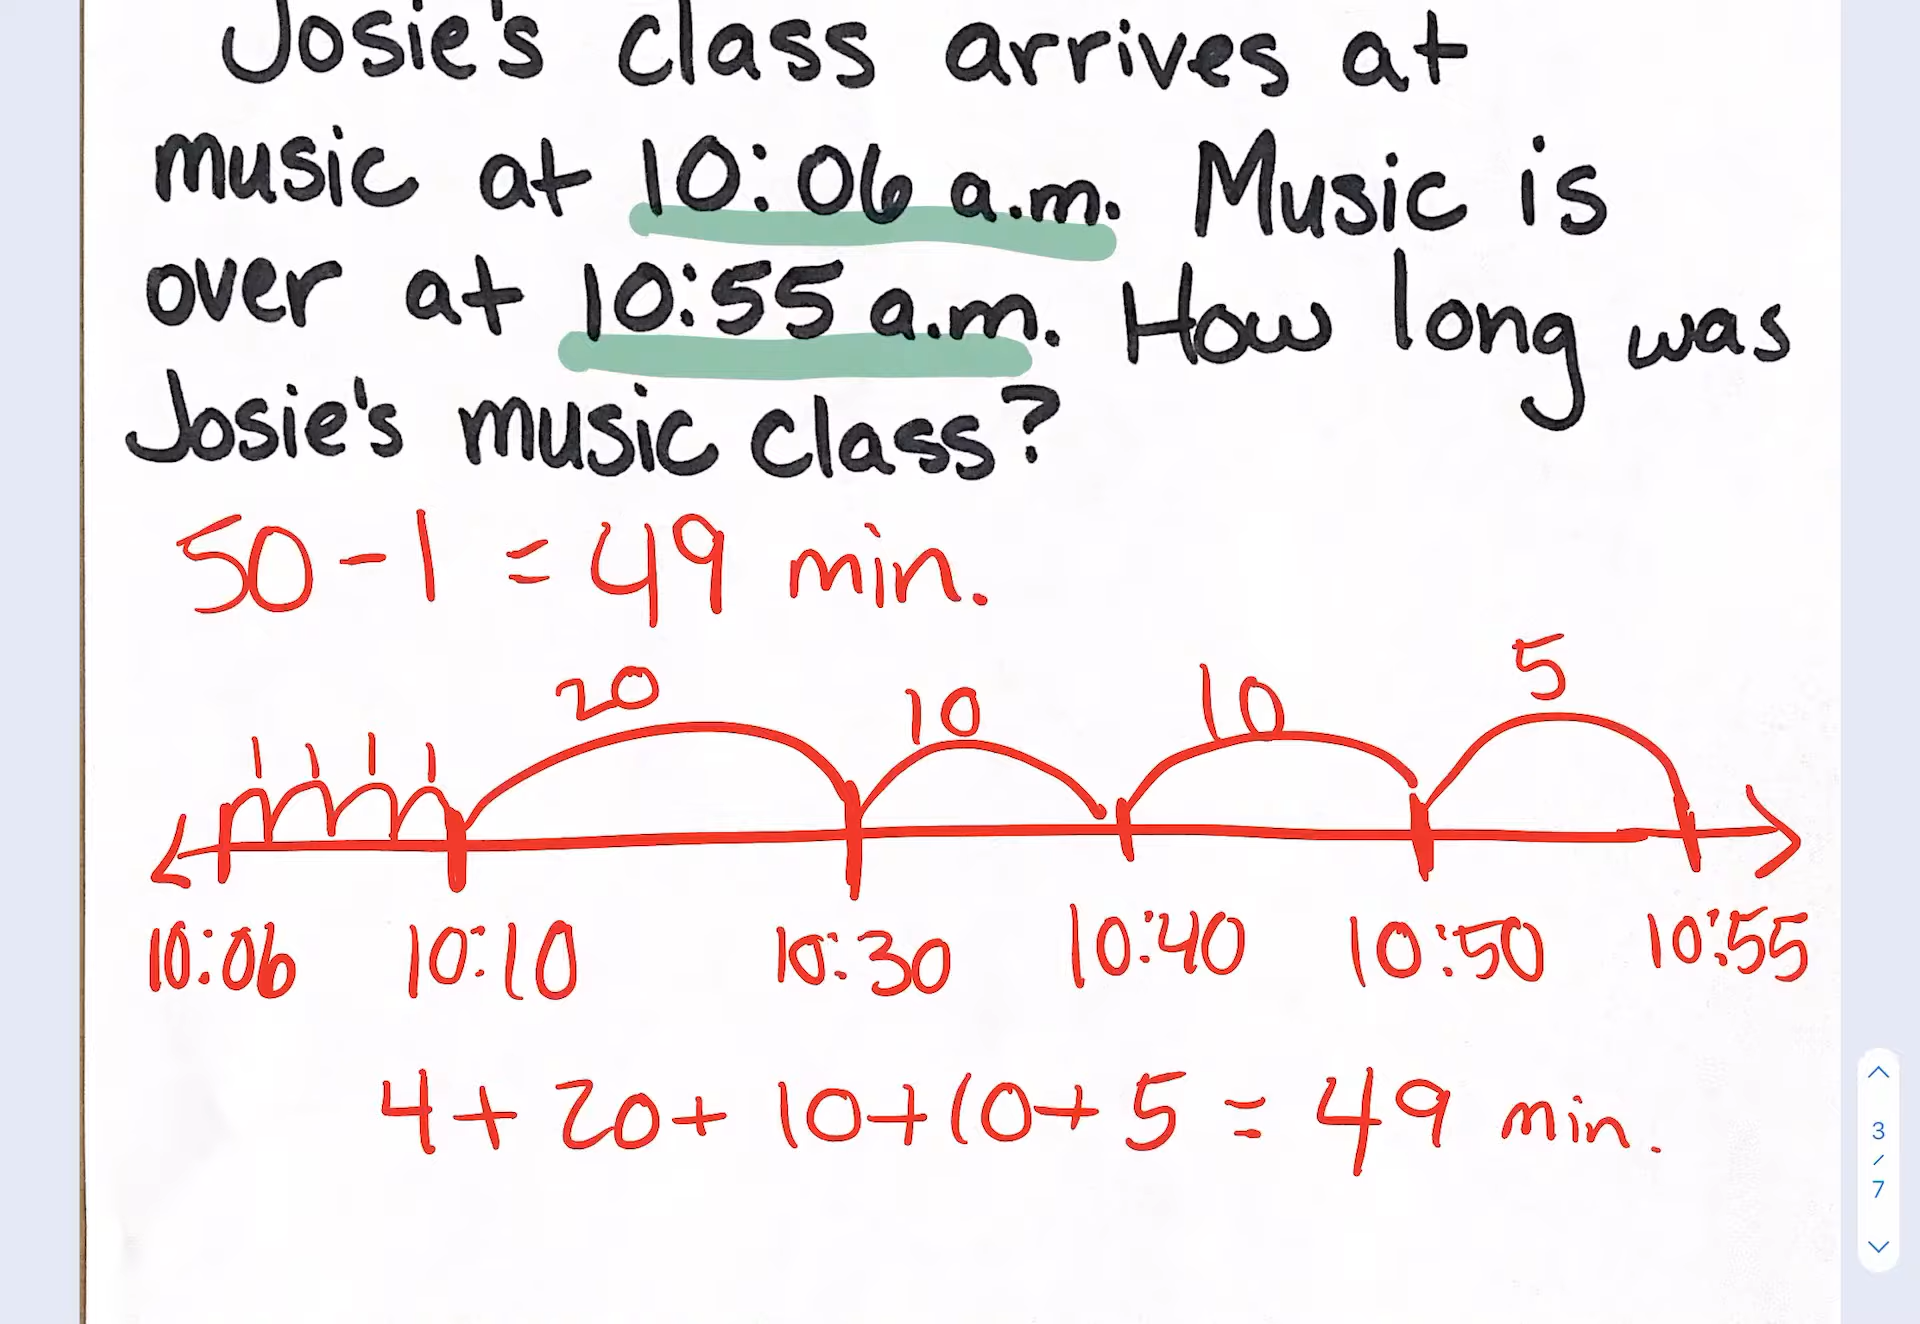 Josie's class arrives at
music at 10:06 a.m. Music is
over at 10:55 a.m. How long was
Josie's music class?
50 - 1 = 49 min.
20 10 10 5
1 1 1 1
10:06 10:10 10:30 10:40 10:50 10:55
4 + 20 + 10 + 10 + 5 = 49 min.
3
/
7